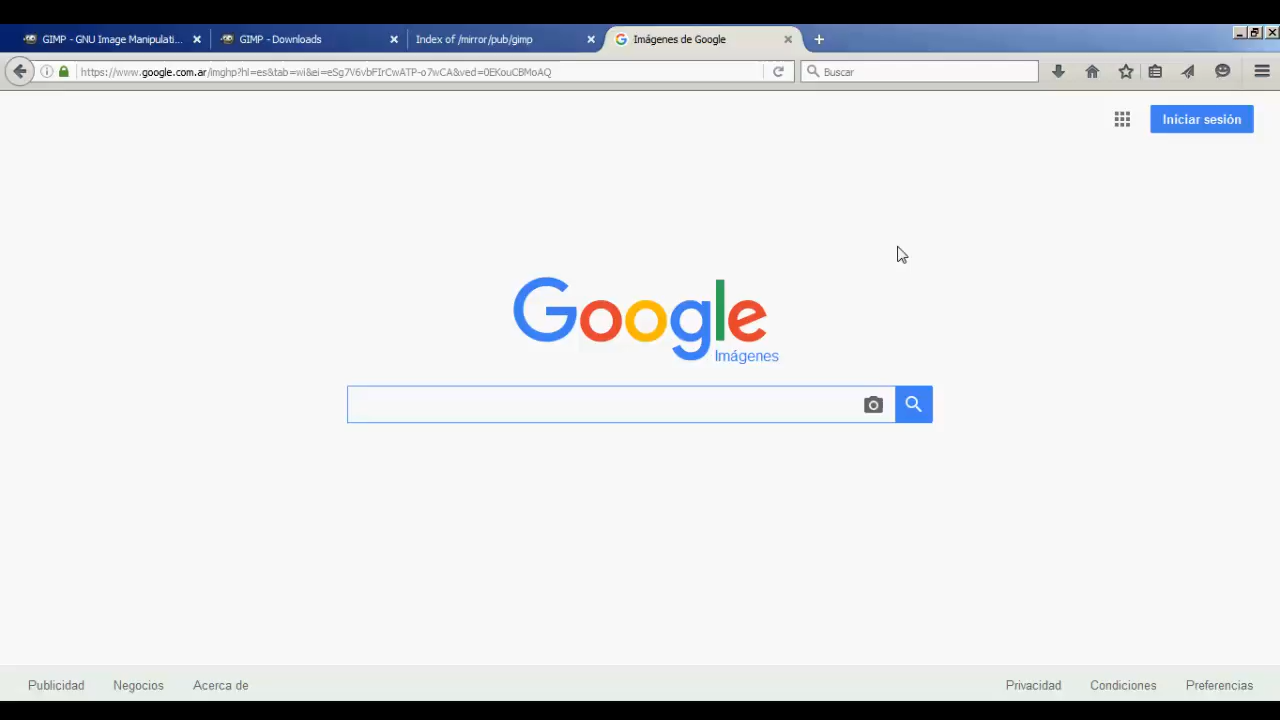 GIMP - GNU Image Manipulati...
GIMP - Downloads
Index of /mirror/pub/gimp
Imágenes de Google
https://www.google.com.ar/imghp?hl=es&tab=wi&ei=eSg7V6vbFIrCwATP-o7wCA&ved=0EKouCBMoAQ
Buscar
Iniciar sesión
Google
Imágenes
Publicidad Negocios Acerca de Privacidad Condiciones Preferencias